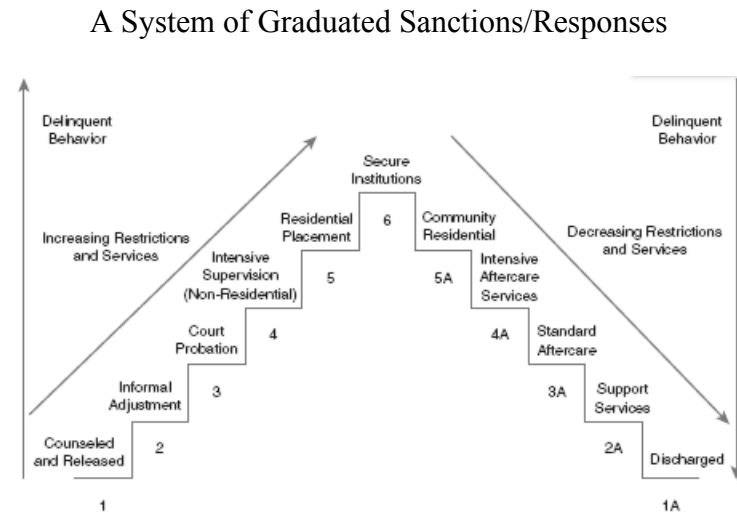 A System of Graduated Sanctions/Responses
Delinquent
Behavior
Delinquent
Behavior
Secure
Institutions
Increasing Restrictions
and Services
Residential
Placement
6
Community
Residential
Decreasing Restrictions
and Services
Intensive
Supervision
(Non-Residential)
5
5A
Intensive
Aftercare
Services
Court
Probation
4
4A
Standard
Aftercare
Informal
Adjustment
3
3A
Support
Services
Counseled
and Released
2
2A
Discharged
1
1A